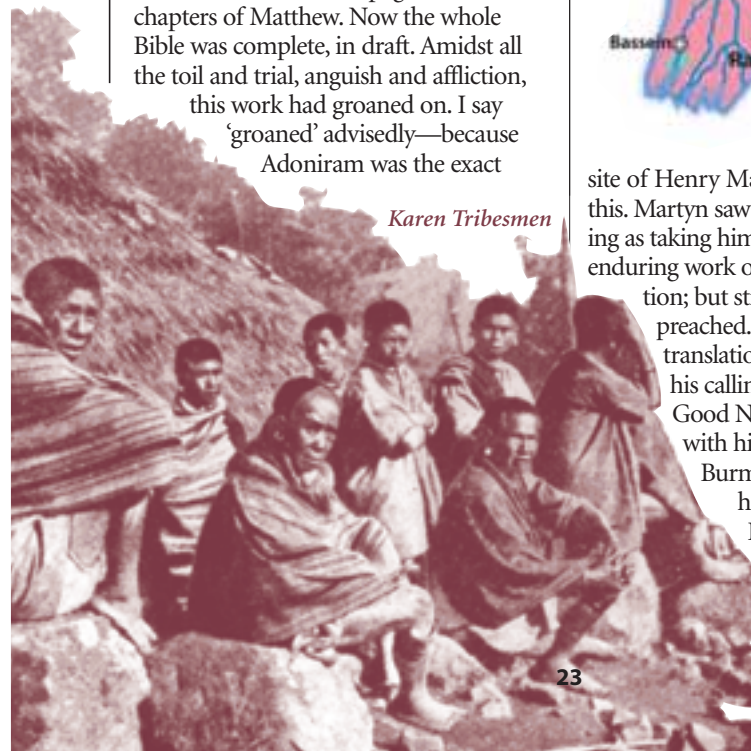 chapters of Matthew. Now the whole
Bible was complete, in draft. Amidst all
the toil and trial, anguish and affliction,
this work had groaned on. I say
‘groaned’ advisedly—because
Adoniram was the exact
Karen Tribesmen
Bassein
Ra
site of Henry Ma
this. Martyn saw
ing as taking him
enduring work o
tion; but st
preached.
translatio
his callin
Good N
with hi
Burm
h
23